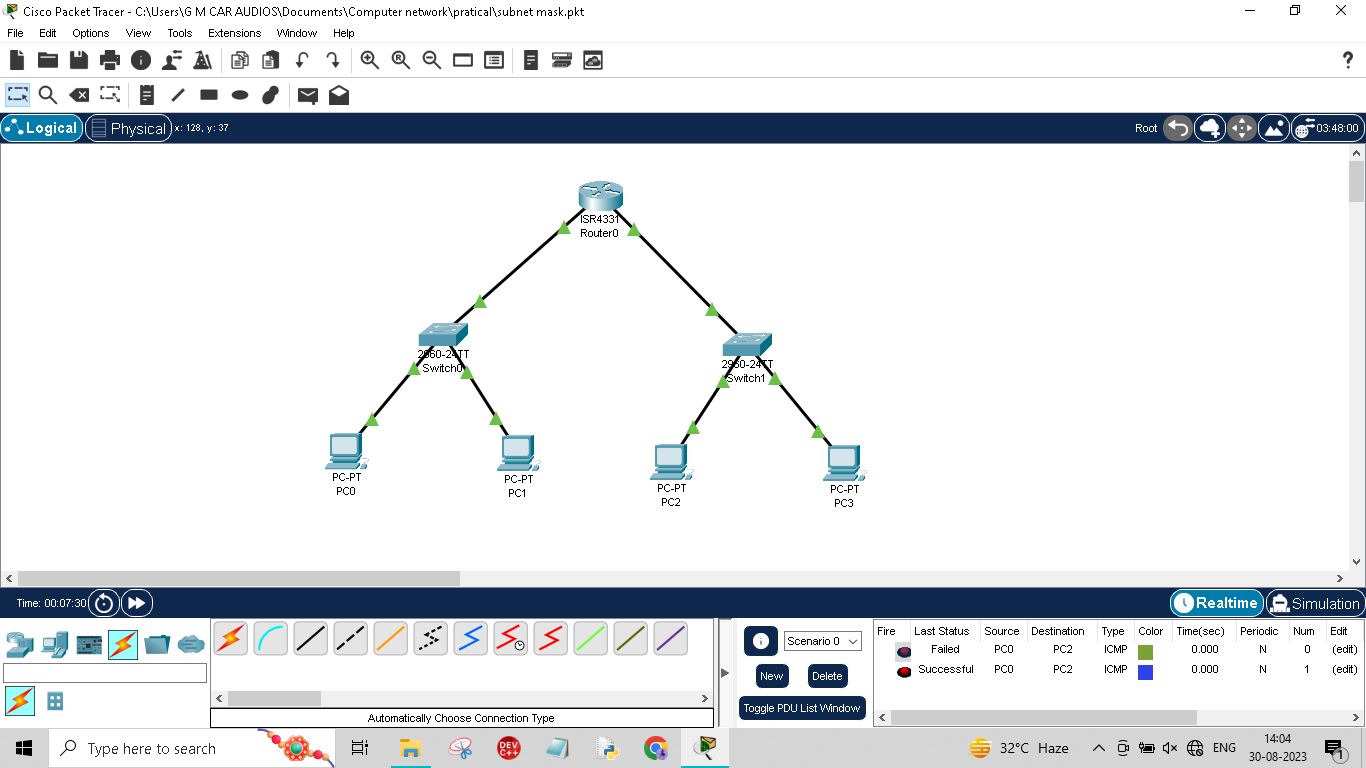 Cisco Packet Tracer - C:\Users\G M CAR AUDIOS\Documents\Computer network\pratical\subnet mask.pkt
File Edit Options View Tools Extensions Window Help
?
Logical Physical x: 128, y: 37 Root 03:48:00
ISR4331
Router0
2960-24TT
Switch0
2960-24TT
Switch1
PC-PT
PC0
PC-PT
PC1
PC-PT
PC2
PC-PT
PC3
Time: 00:07:30 Realtime Simulation
Scenario 0
New Delete
Toggle PDU List Window
Fire Last Status Source Destination Type Color Time(sec) Periodic Num Edit
Failed PC0 PC2 ICMP 0.000 N 0 (edit)
Successful PC0 PC2 ICMP 0.000 N 1 (edit)
Automatically Choose Connection Type
Type here to search
DEV C++
32°C Haze ENG
14:04
30-08-2023
1